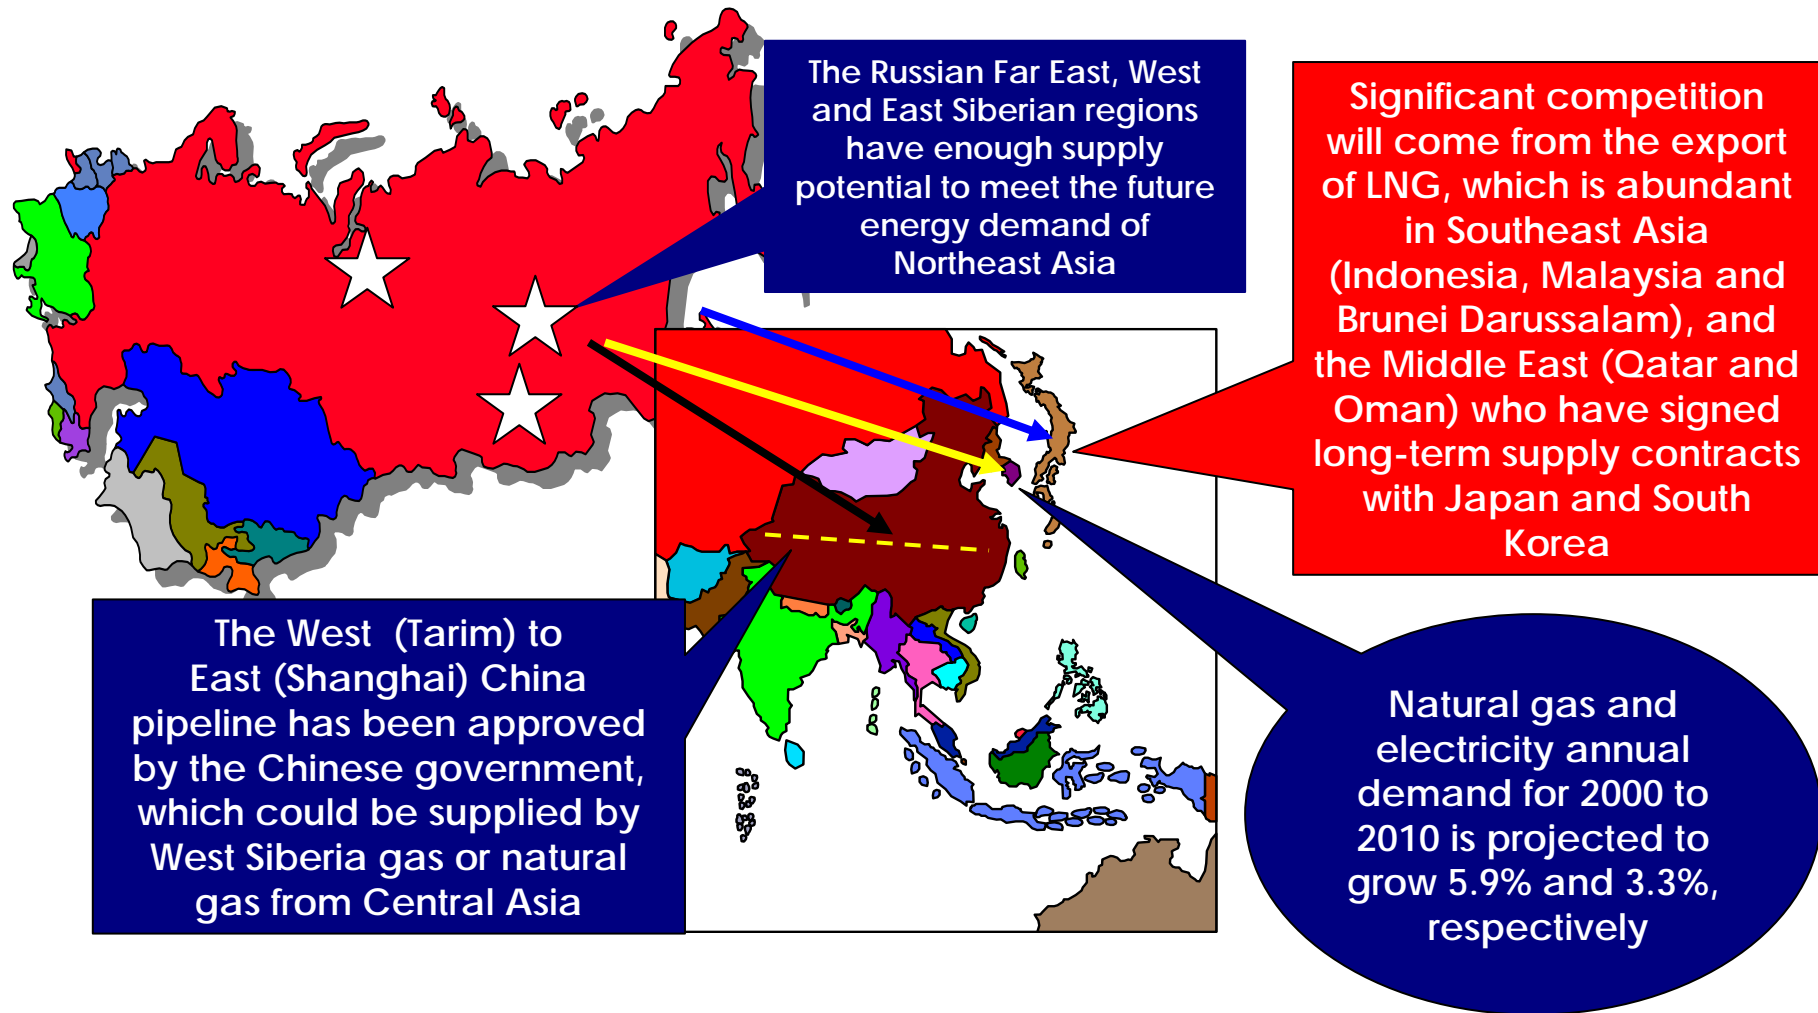 The Russian Far East, West
and East Siberian regions
have enough supply
potential to meet the future
energy demand of
Northeast Asia
Significant competition
will come from the export
of LNG, which is abundant
in Southeast Asia
(Indonesia, Malaysia and
Brunei Darussalam), and
the Middle East (Qatar and
Oman) who have signed
long-term supply contracts
with Japan and South
Korea
The West (Tarim) to
East (Shanghai) China
pipeline has been approved
by the Chinese government,
which could be supplied by
West Siberia gas or natural
gas from Central Asia
Natural gas and
electricity annual
demand for 2000 to
2010 is projected to
grow 5.9% and 3.3%,
respectively